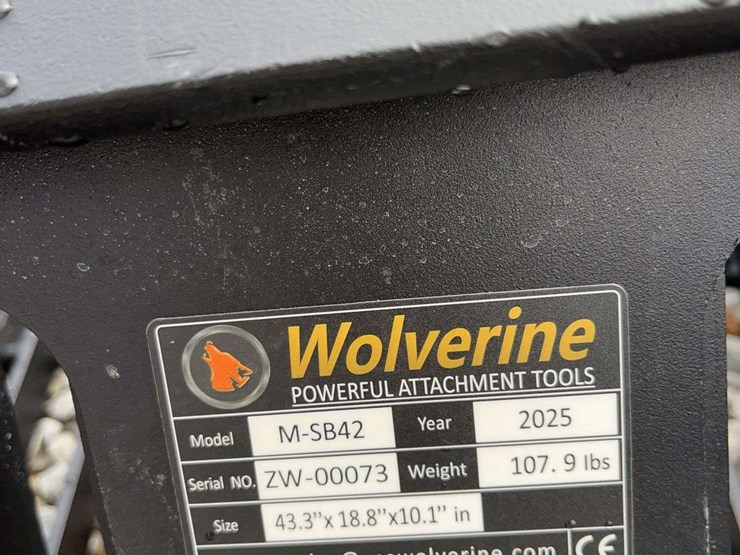 Wolverine
POWERFUL ATTACHMENT TOOLS
Model M-SB42 Year 2025
Serial NO. ZW-00073 Weight 107. 9 lbs
Size 43.3’’x 18.8’’x10.1’’ in
CE